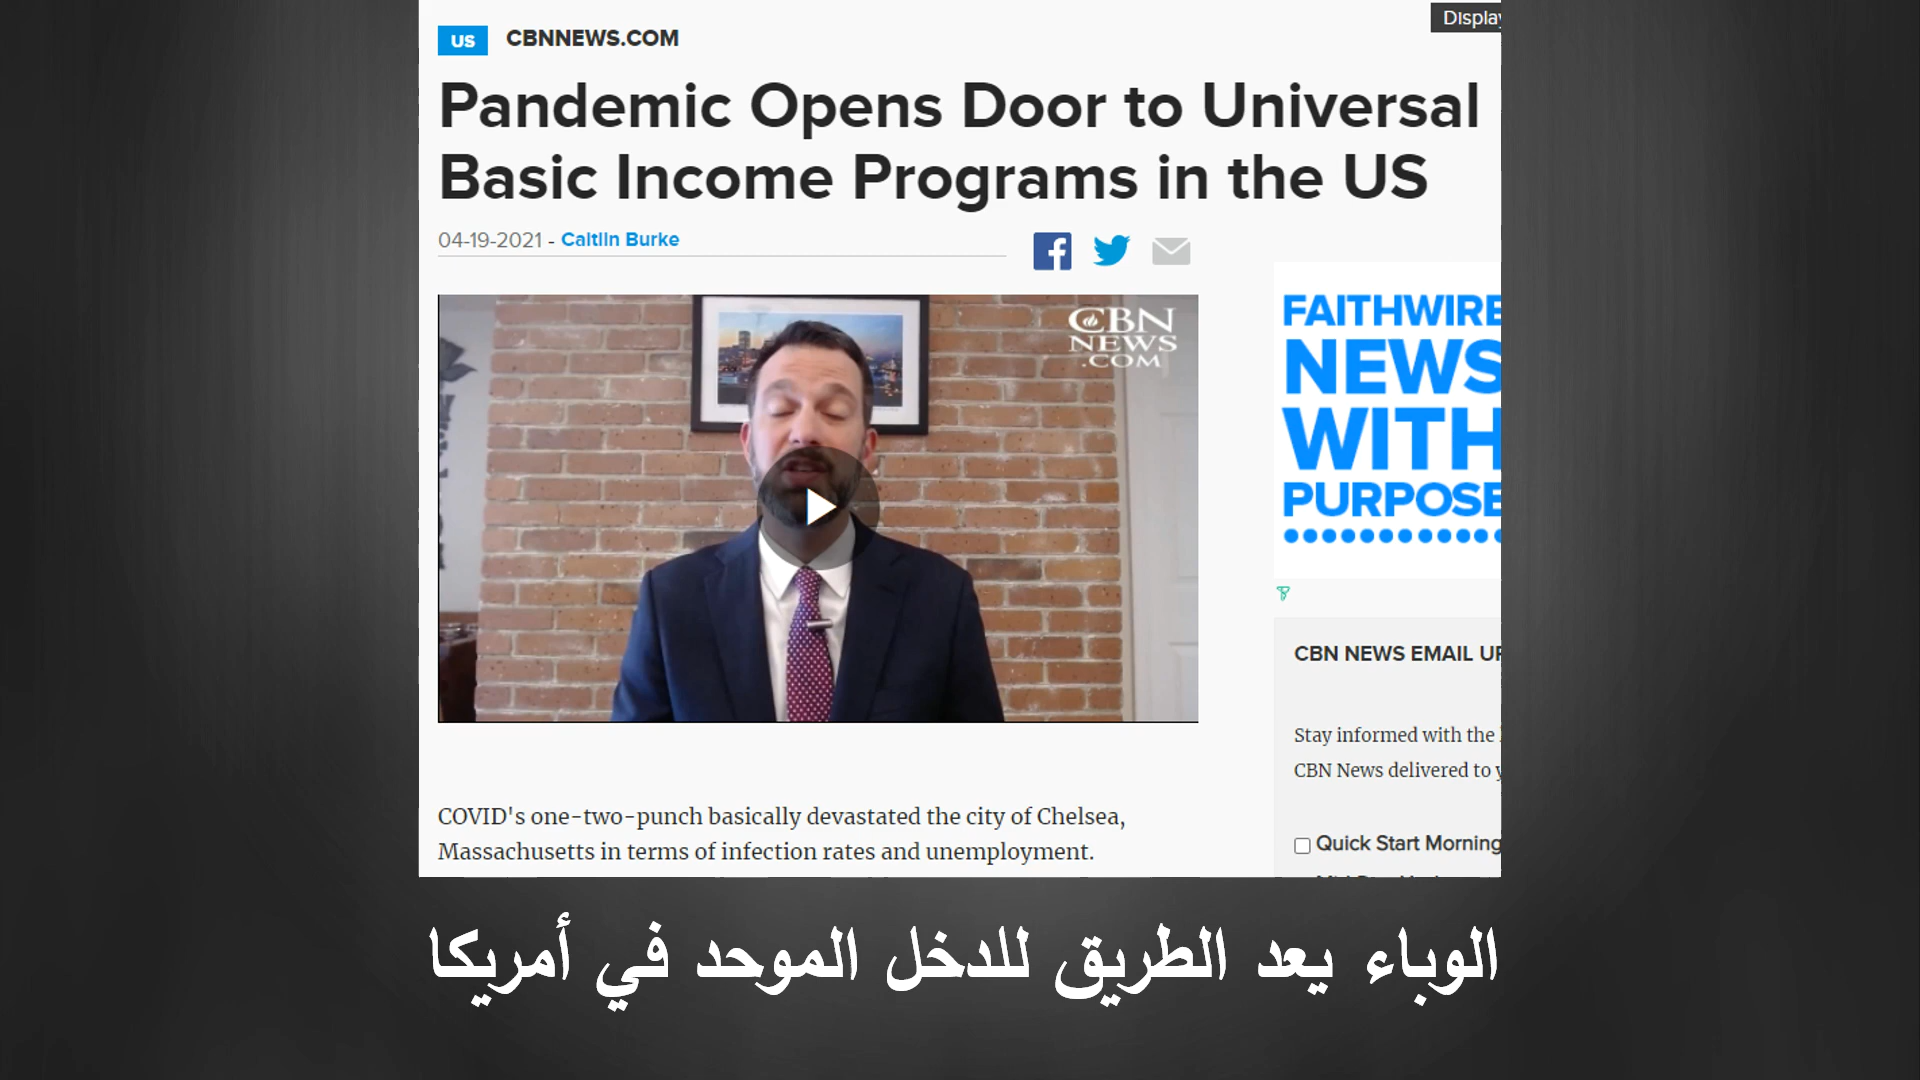 Display
US CBNNEWS.COM
Pandemic Opens Door to Universal
Basic Income Programs in the US
04-19-2021 - Caitlin Burke
CBN
NEWS
.COM
FAITHWIRE
NEWS
WITH
PURPOSE
CBN NEWS EMAIL
Stay informed with the
CBN News delivered to
Quick Start Morning
COVID's one-two-punch basically devastated the city of Chelsea,
Massachusetts in terms of infection rates and unemployment.
الوباء يعد الطريق للدخل الموحد في أمريكا